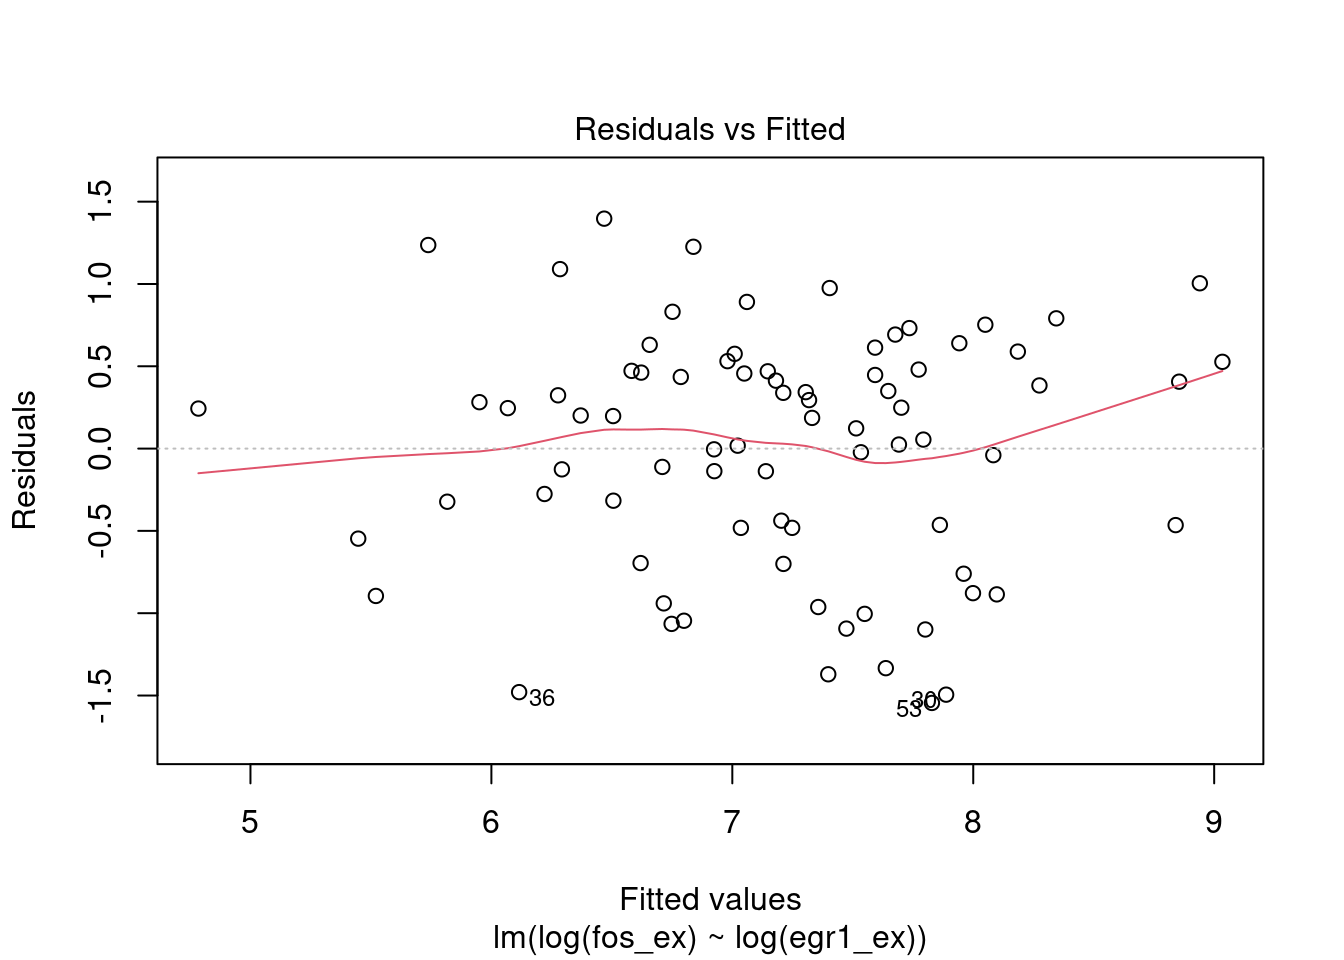 Residuals vs Fitted
Residuals
1.5
1.0
0.5
0.0
-0.5
-1.5
36
30
53
5 6 7 8 9
Fitted values
lm(log(fos_ex) ~ log(egr1_ex))